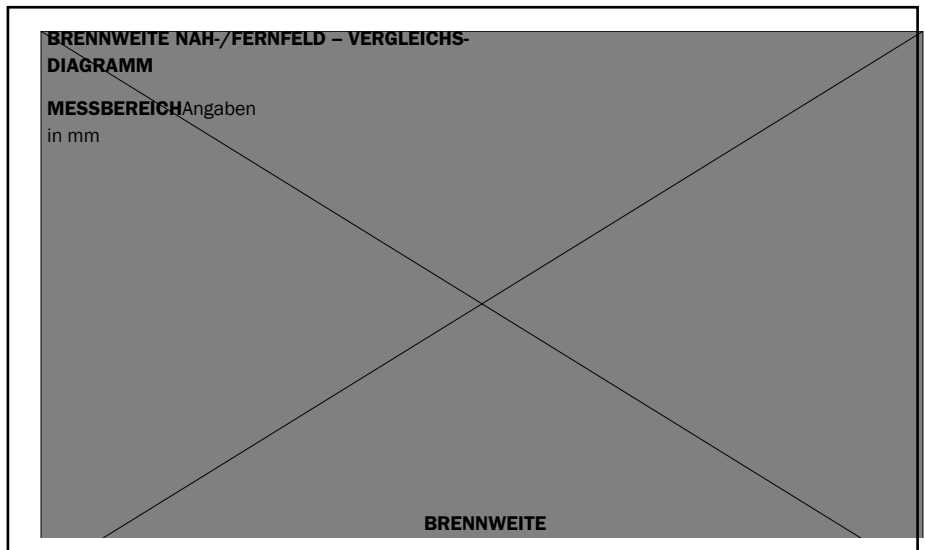 BRENNWEITE NAH-/FERNFELD – VERGLEICHS-
DIAGRAMM
MESSBEREICHAngaben
in mm
BRENNWEITE